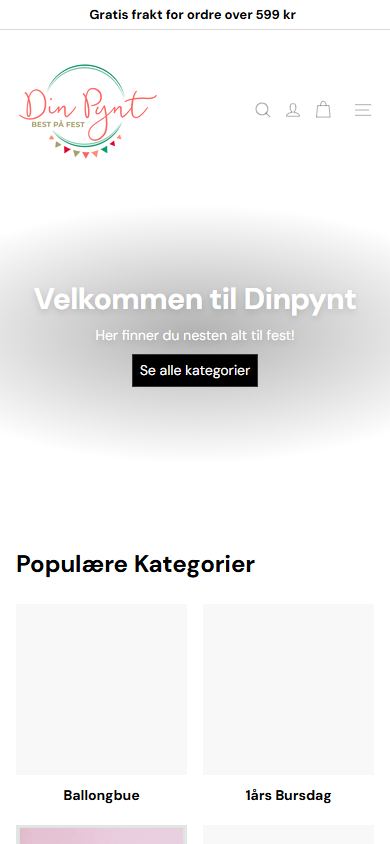 Gratis frakt for ordre over 599 kr
Din Pynt
BEST PÅ FEST
Velkommen til Dinpynt
Her finner du nesten alt til fest!
Se alle kategorier
Populære Kategorier
Ballongbue
1års Bursdag